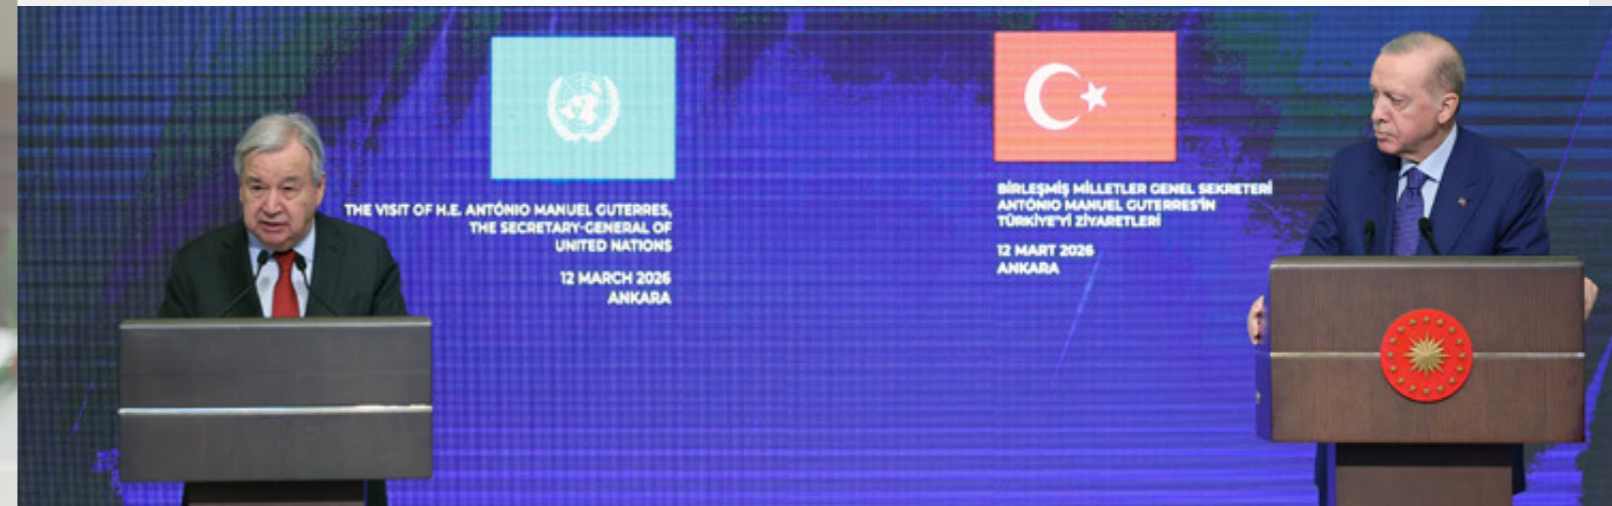 THE VISIT OF H.E. ANTÓNIO MANUEL GUTERRES,
THE SECRETARY-GENERAL OF
UNITED NATIONS
12 MARCH 2026
ANKARA
BİRLEŞMİŞ MİLLETLER GENEL SEKRETERİ
ANTÓNIO MANUEL GUTERRES'İN
TÜRKİYE'Yİ ZİYARETLERİ
12 MART 2026
ANKARA